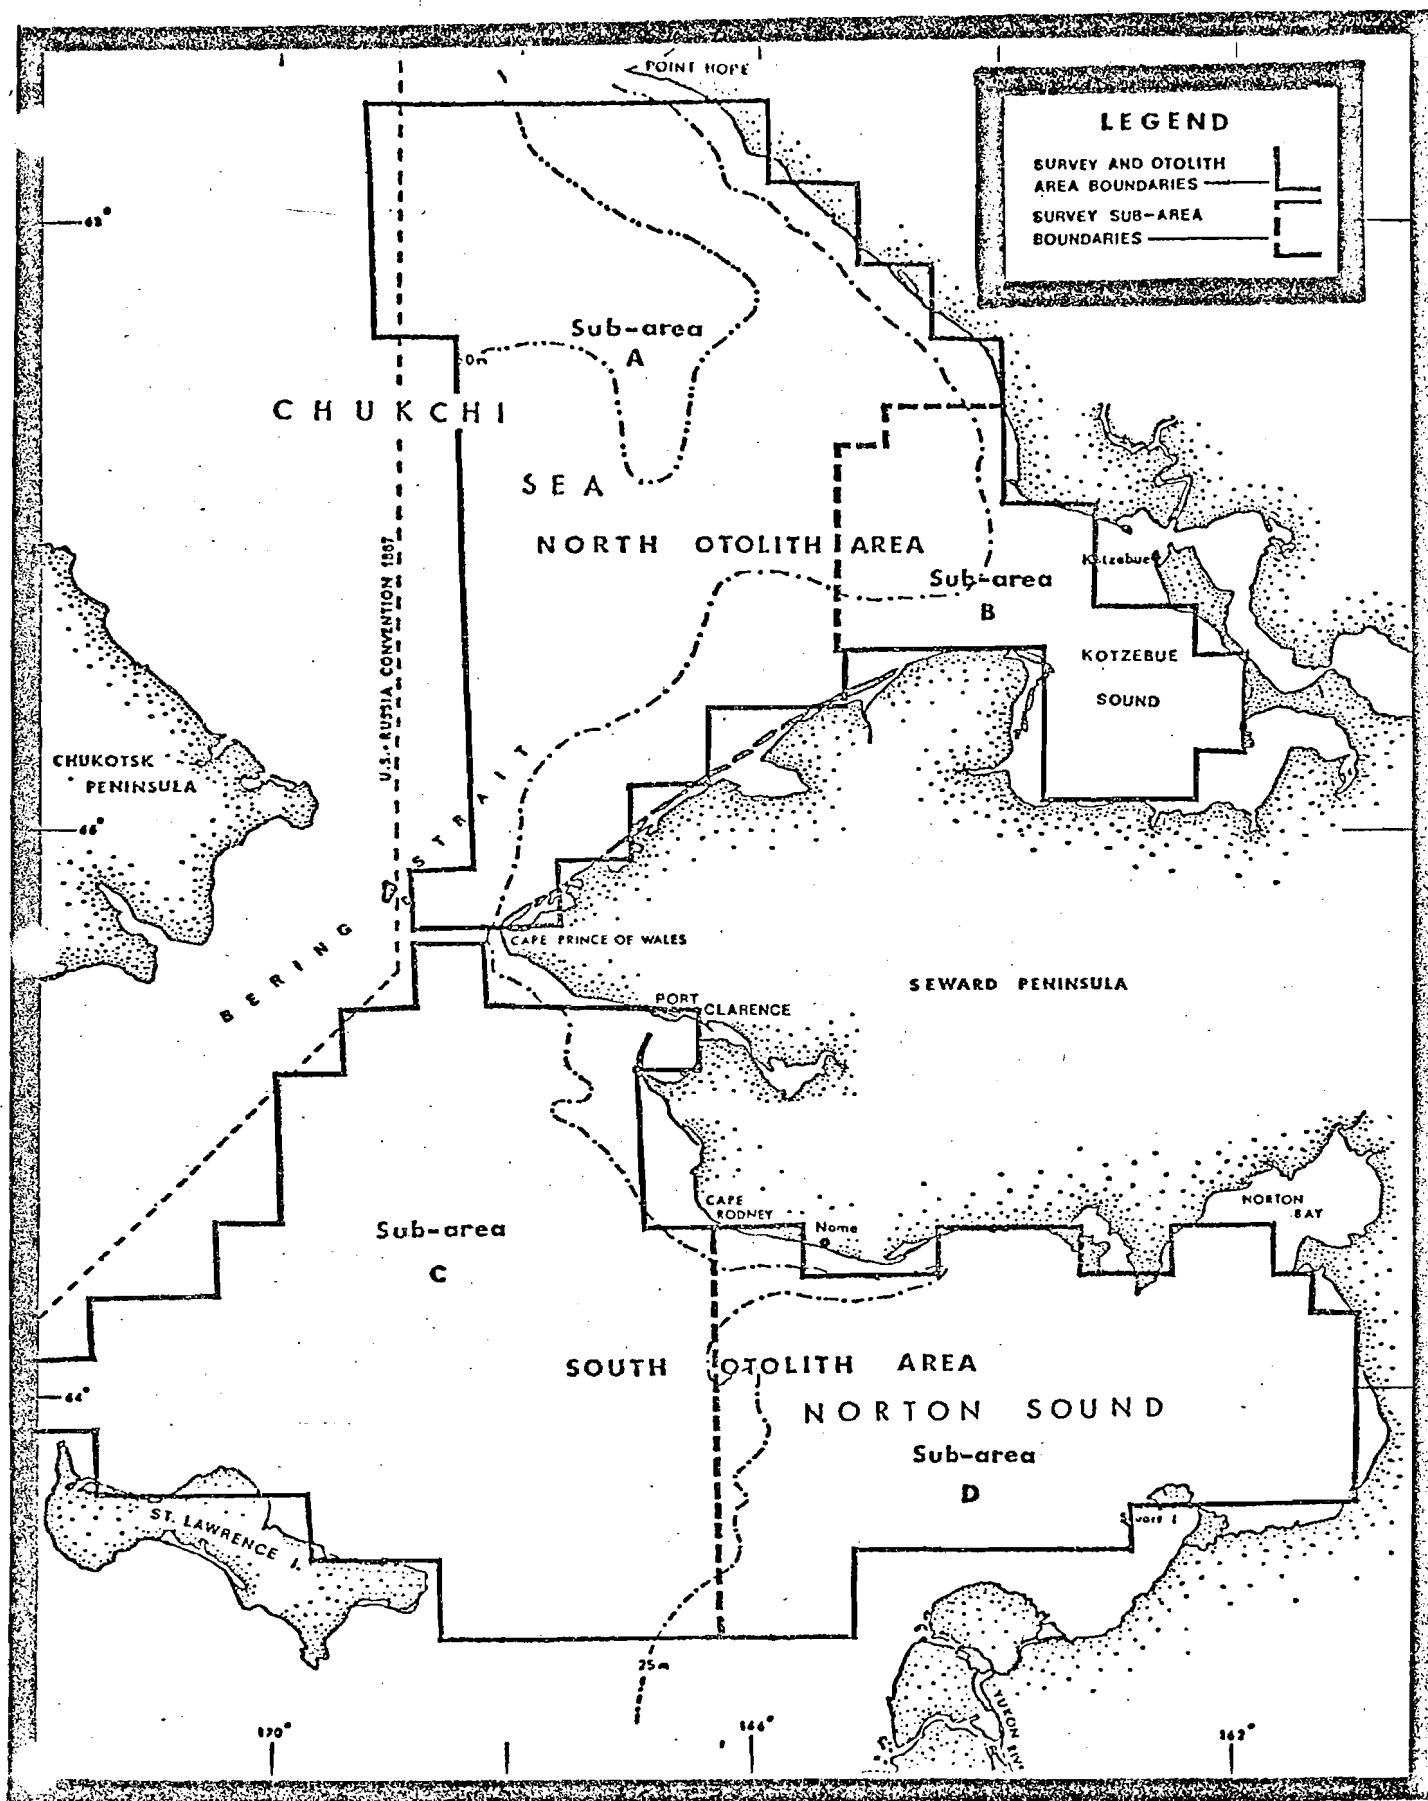 POINT HOPE
LEGEND
SURVEY AND OTOLITH
AREA BOUNDARIES
SURVEY SUB-AREA
BOUNDARIES
68°
Sub-area
A
CHUKCHI
SEA
NORTH OTOLITH AREA
Kotzebue
Sub-area
B
KOTZEBUE
SOUND
U.S.-RUSSIA CONVENTION 1867
CHUKOTSK
PENINSULA
66°
BERING STRAIT
CAPE PRINCE OF WALES
SEWARD PENINSULA
PORT
CLARENCE
CAPE
RODNEY
Nome
NORTON
BAY
Sub-area
C
SOUTH OTOLITH AREA
64°
NORTON SOUND
Sub-area
D
ST. LAWRENCE I.
25m
YUKON RIV
170°
166°
162°